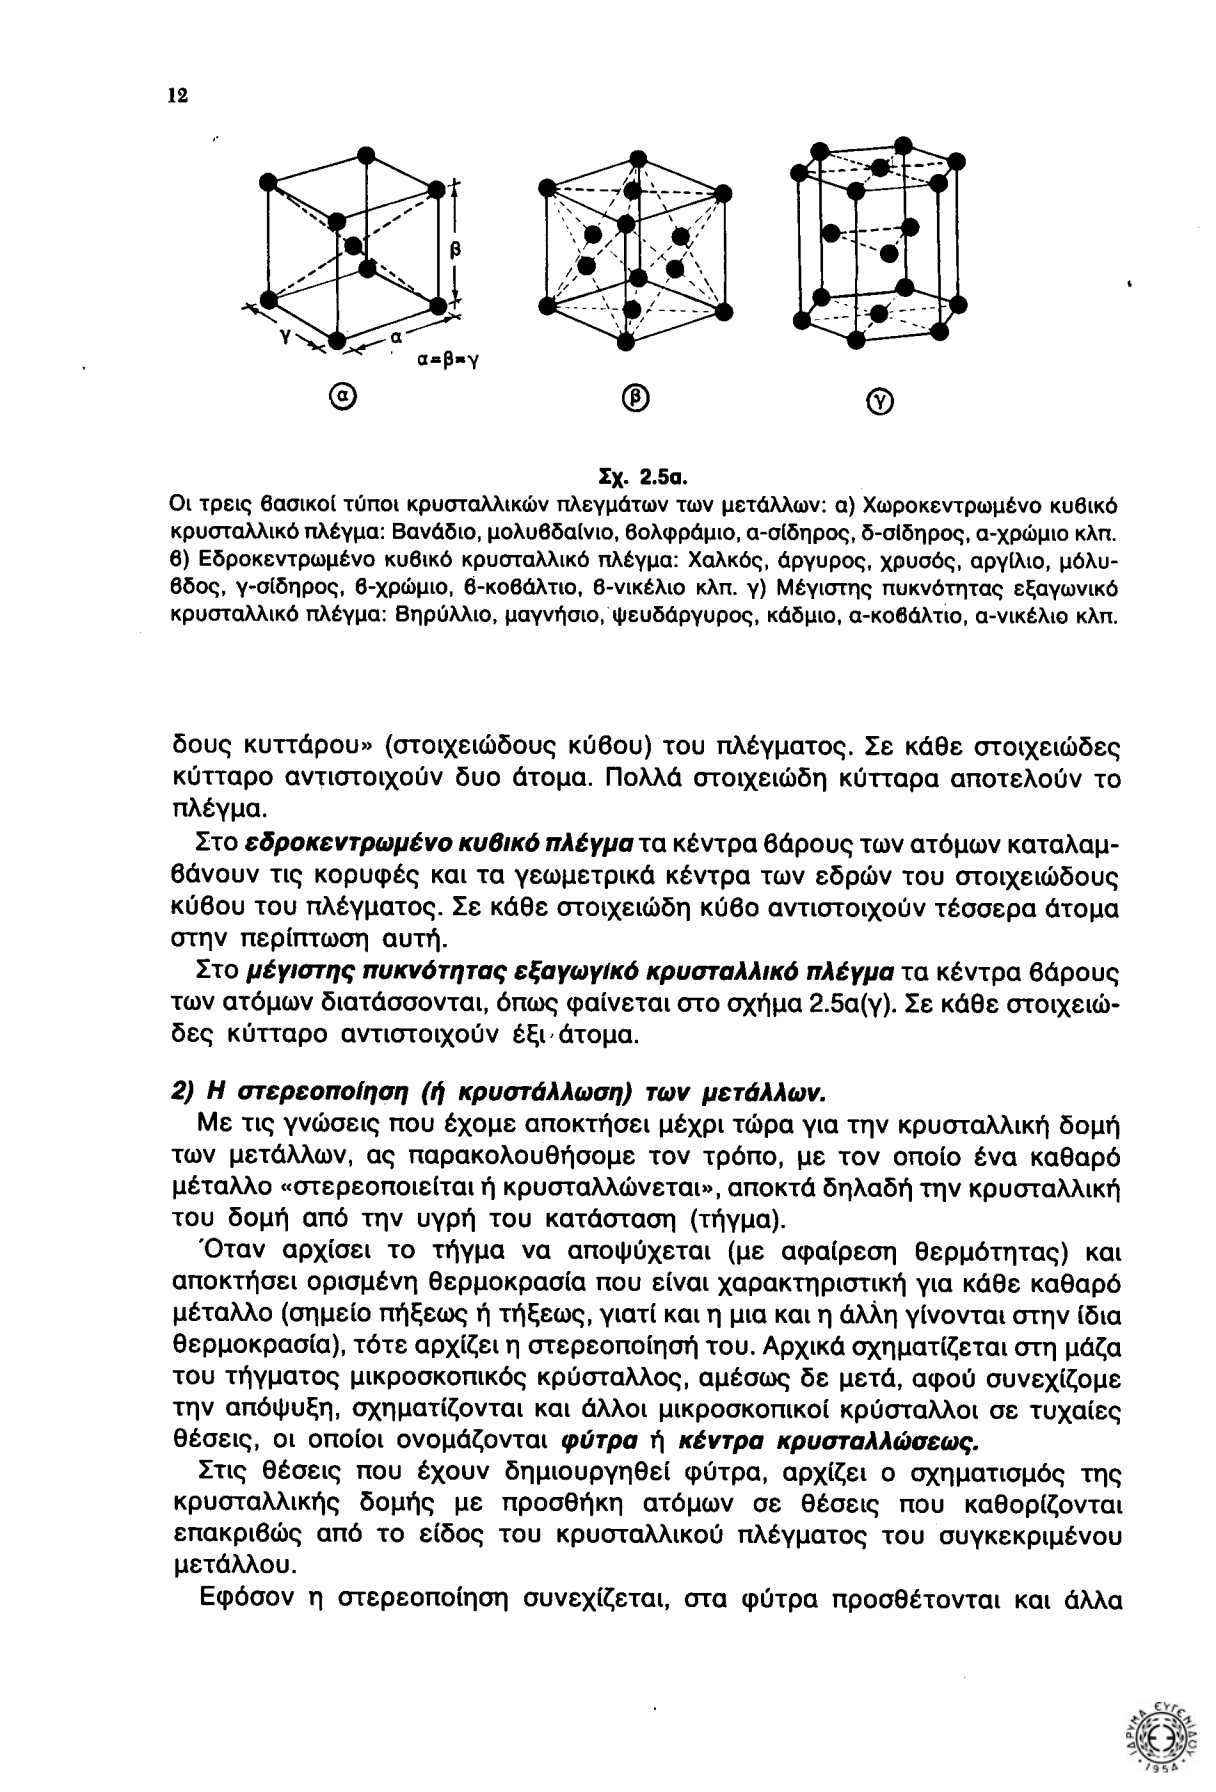 12
β
γ
α
α=β=γ
α
β
γ
Σχ. 2.5α.
Οι τρεις βασικοί τύποι κρυσταλλικών πλεγμάτων των μετάλλων: α) Χωροκεντρωμένο κυβικό
κρυσταλλικό πλέγμα: Βανάδιο, μολυβδαίνιο, βολφράμιο, α-σίδηρος, δ-σίδηρος, α-χρώμιο κλπ.
β) Εδροκεντρωμένο κυβικό κρυσταλλικό πλέγμα: Χαλκός, άργυρος, χρυσός, αργίλιο, μόλυ-
βδος, γ-σίδηρος, β-χρώμιο, β-κοβάλτιο, β-νικέλιο κλπ. γ) Μέγιστης πυκνότητας εξαγωνικό
κρυσταλλικό πλέγμα: Βηρύλλιο, μαγνήσιο, ψευδάργυρος, κάδμιο, α-κοβάλτιο, α-νικέλιο κλπ.
δους κυττάρου» (στοιχειώδους κύβου) του πλέγματος. Σε κάθε στοιχειώδες
κύτταρο αντιστοιχούν δυο άτομα. Πολλά στοιχειώδη κύτταρα αποτελούν το
πλέγμα.
Στο εδροκεντρωμένο κυβικό πλέγμα τα κέντρα βάρους των ατόμων καταλαμ-
βάνουν τις κορυφές και τα γεωμετρικά κέντρα των εδρών του στοιχειώδους
κύβου του πλέγματος. Σε κάθε στοιχειώδη κύβο αντιστοιχούν τέσσερα άτομα
στην περίπτωση αυτή.
Στο μέγιστης πυκνότητας εξαγωγικό κρυσταλλικό πλέγμα τα κέντρα βάρους
των ατόμων διατάσσονται, όπως φαίνεται στο σχήμα 2.5α(γ). Σε κάθε στοιχειώ-
δες κύτταρο αντιστοιχούν έξι άτομα.
2) Η στερεοποίηση (ή κρυστάλλωση) των μετάλλων.
Με τις γνώσεις που έχομε αποκτήσει μέχρι τώρα για την κρυσταλλική δομή
των μετάλλων, ας παρακολουθήσομε τον τρόπο, με τον οποίο ένα καθαρό
μέταλλο «στερεοποιείται ή κρυσταλλώνεται», αποκτά δηλαδή την κρυσταλλική
του δομή από την υγρή του κατάσταση (τήγμα).
Όταν αρχίσει το τήγμα να αποψύχεται (με αφαίρεση θερμότητας) και
αποκτήσει ορισμένη θερμοκρασία που είναι χαρακτηριστική για κάθε καθαρό
μέταλλο (σημείο πήξεως ή τήξεως, γιατί και η μια και η άλλη γίνονται στην ίδια
θερμοκρασία), τότε αρχίζει η στερεοποίησή του. Αρχικά σχηματίζεται στη μάζα
του τήγματος μικροσκοπικός κρύσταλλος, αμέσως δε μετά, αφού συνεχίζομε
την απόψυξη, σχηματίζονται και άλλοι μικροσκοπικοί κρύσταλλοι σε τυχαίες
θέσεις, οι οποίοι ονομάζονται φύτρα ή κέντρα κρυσταλλώσεως.
Στις θέσεις που έχουν δημιουργηθεί φύτρα, αρχίζει ο σχηματισμός της
κρυσταλλικής δομής με προσθήκη ατόμων σε θέσεις που καθορίζονται
επακριβώς από το είδος του κρυσταλλικού πλέγματος του συγκεκριμένου
μετάλλου.
Εφόσον η στερεοποίηση συνεχίζεται, στα φύτρα προσθέτονται και άλλα
ΙΔΡΥΜΑ ΕΥΓΕΝΙΔΟΥ
1954